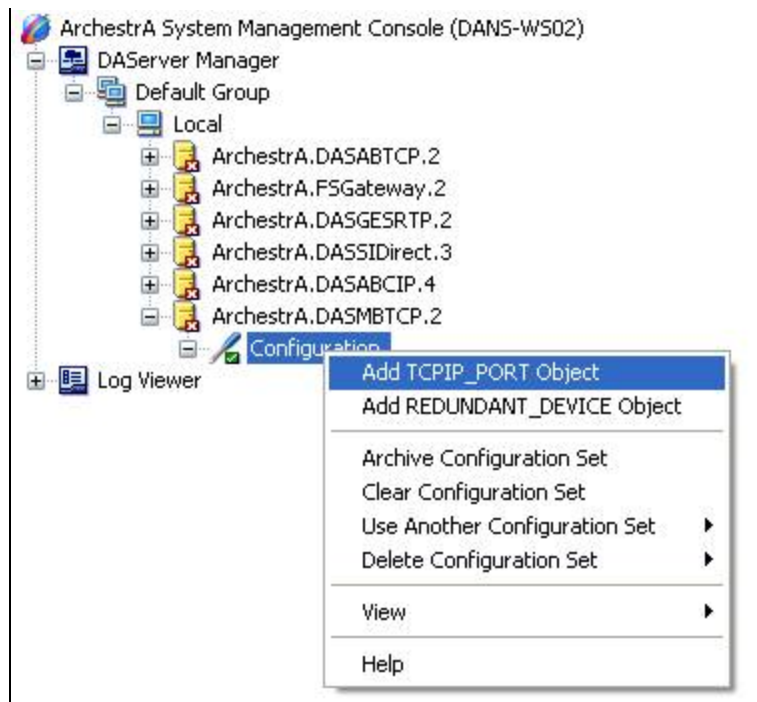 ArchestrA System Management Console (DANS-WS02)
DAServer Manager
Default Group
Local
ArchestrA.DASABTCP.2
ArchestrA.FSGateway.2
ArchestrA.DASGESRTP.2
ArchestrA.DASSIDirect.3
ArchestrA.DASABCIP.4
ArchestrA.DASMBTCP.2
Configuration
Log Viewer
Add TCPIP_PORT Object
Add REDUNDANT_DEVICE Object
Archive Configuration Set
Clear Configuration Set
Use Another Configuration Set
Delete Configuration Set
View
Help